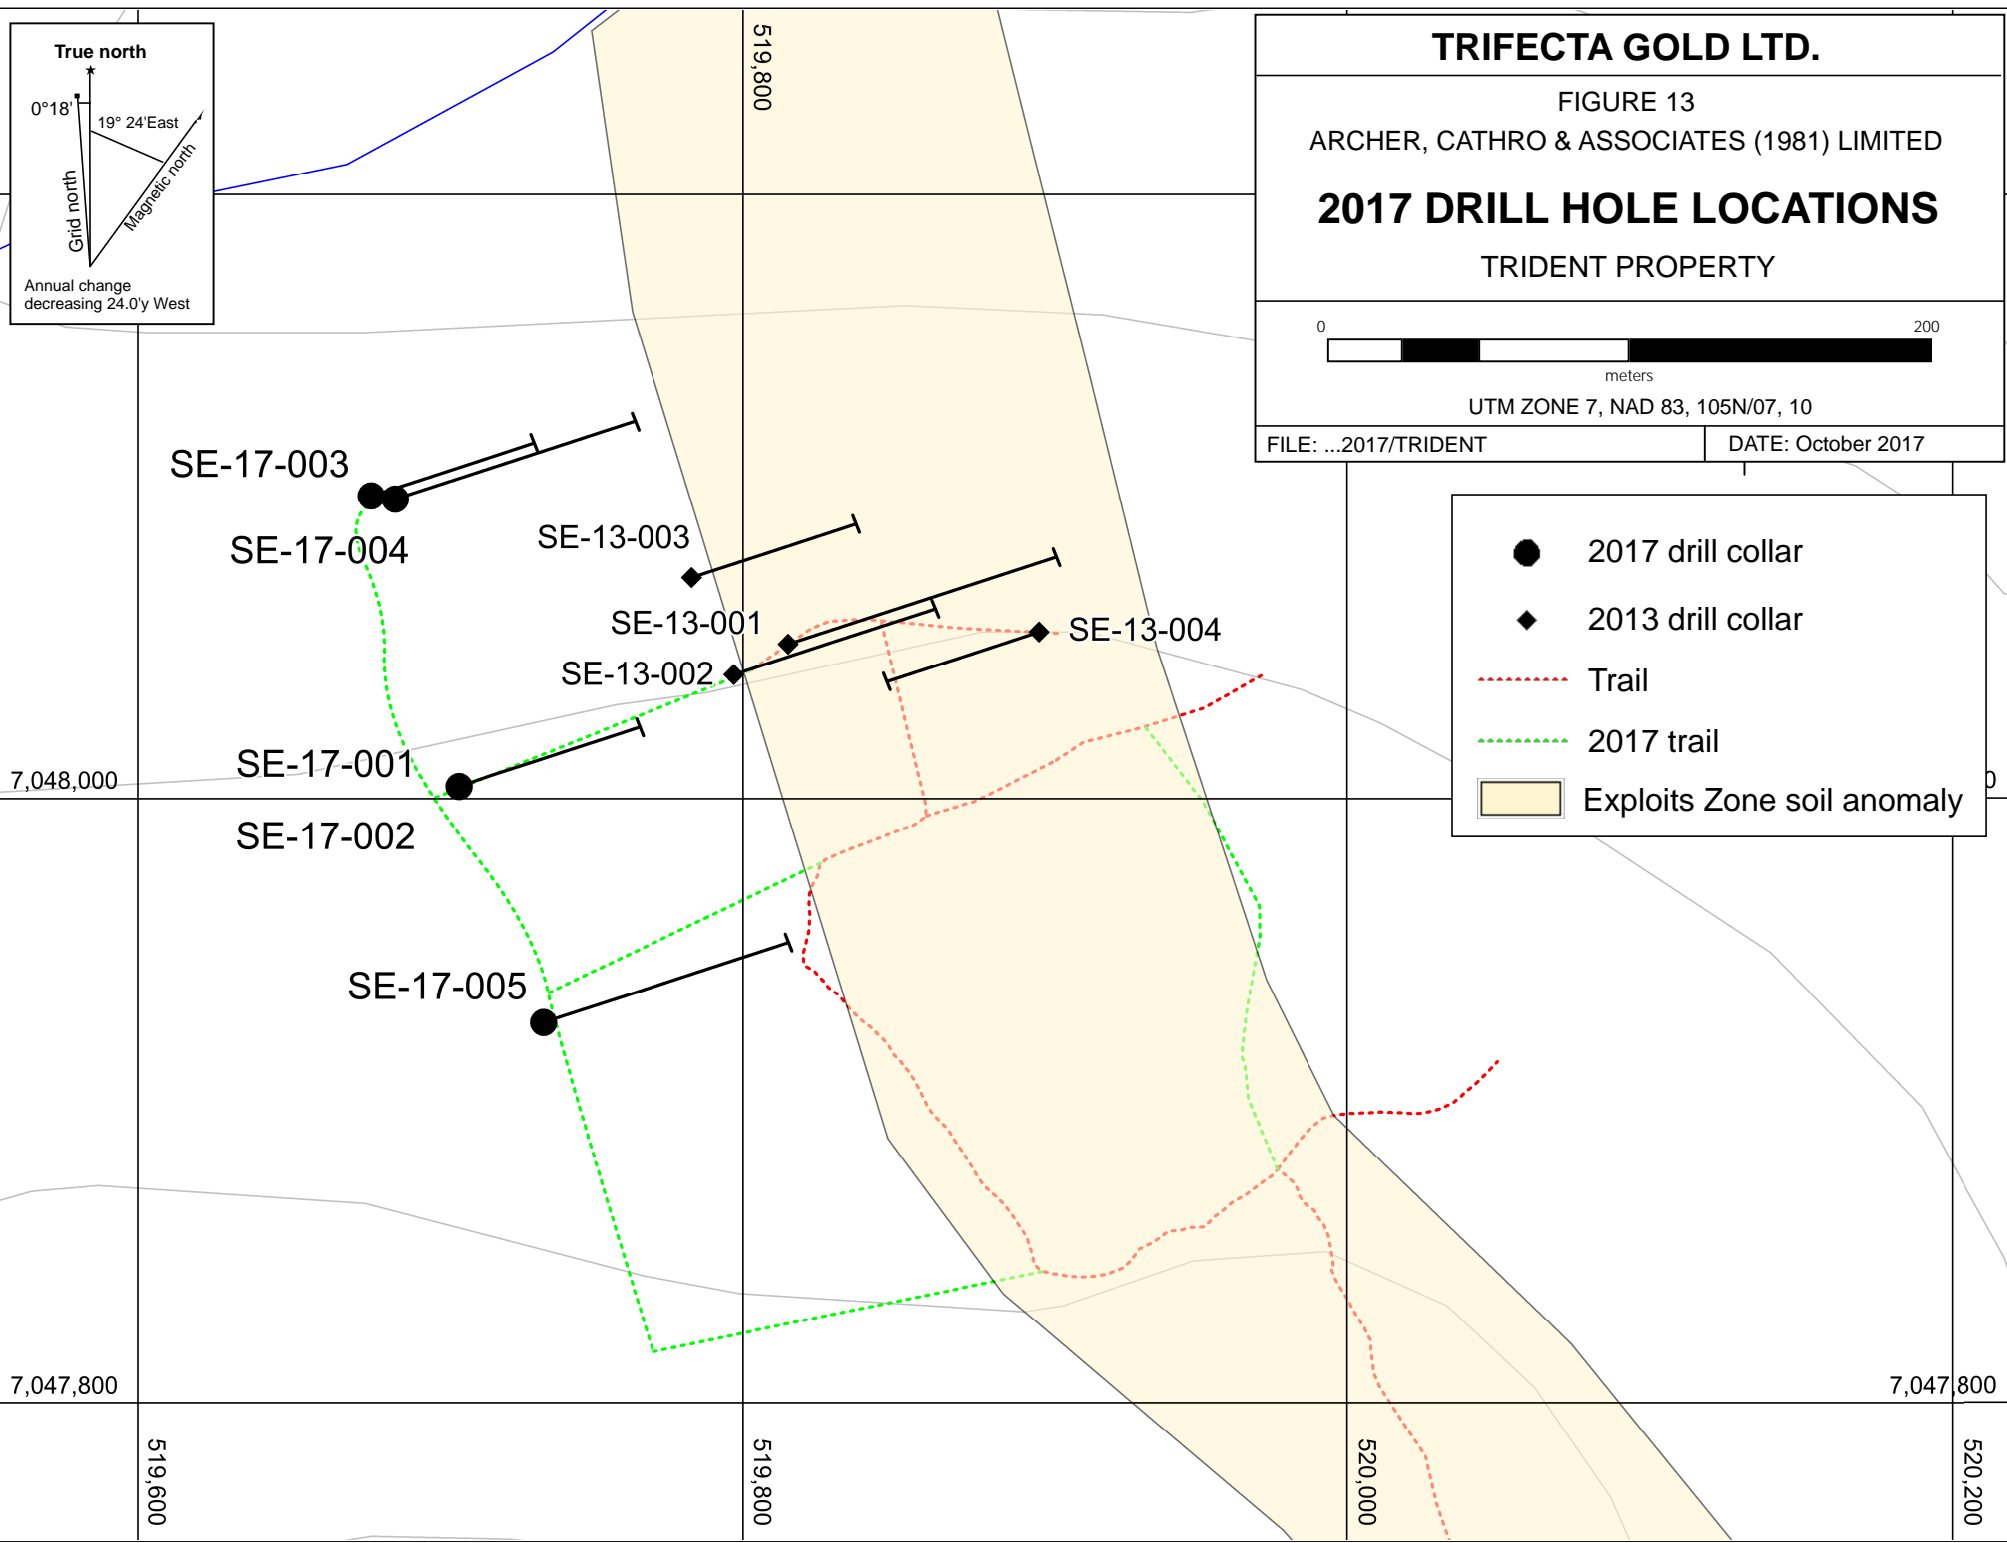 True north
0°18'
19° 24'East
Grid north
Magnetic north
Annual change
decreasing 24.0'y West
519,800
TRIFECTA GOLD LTD.
FIGURE 13
ARCHER, CATHRO & ASSOCIATES (1981) LIMITED
2017 DRILL HOLE LOCATIONS
TRIDENT PROPERTY
0 200
meters
UTM ZONE 7, NAD 83, 105N/07, 10
FILE: ...2017/TRIDENT DATE: October 2017
2017 drill collar
2013 drill collar
Trail
2017 trail
Exploits Zone soil anomaly
SE-17-003
SE-17-004
SE-13-003
SE-13-001
SE-13-004
SE-13-002
SE-17-001
7,048,000
0
SE-17-002
SE-17-005
7,047,800
7,047,800
519,600
519,800
520,000
520,200